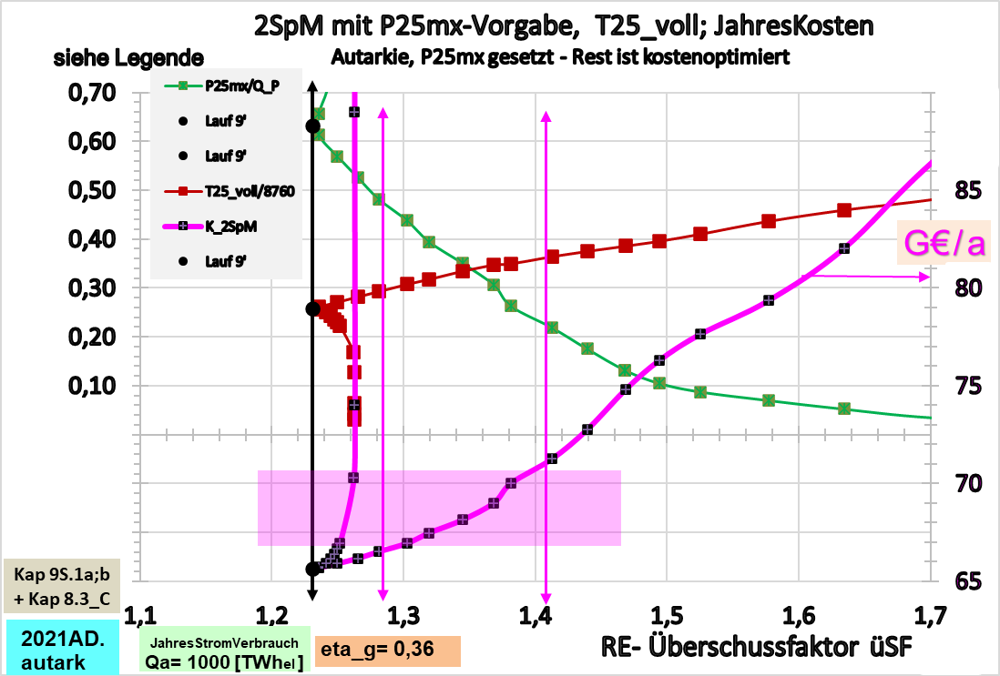 2SpM mit P25mx-Vorgabe, T25_voll; JahresKosten
siehe Legende
Autarkie, P25mx gesetzt - Rest ist kostenoptimiert
P25mx/Q_P
Lauf 9'
Lauf 9'
T25_voll/8760
K_2SpM
Lauf 9'
0,70
0,60
0,50
0,40
0,30
0,20
0,10
85
G€/a
80
75
70
65
1,1
1,2
1,3
1,4
1,5
1,6
1,7
Kap 9S.1a;b
+ Kap 8.3_C
2021AD.
autark
JahresStromVerbrauch
Qa= 1000 [TWhel]
eta_g= 0,36
RE- Überschussfaktor üSF